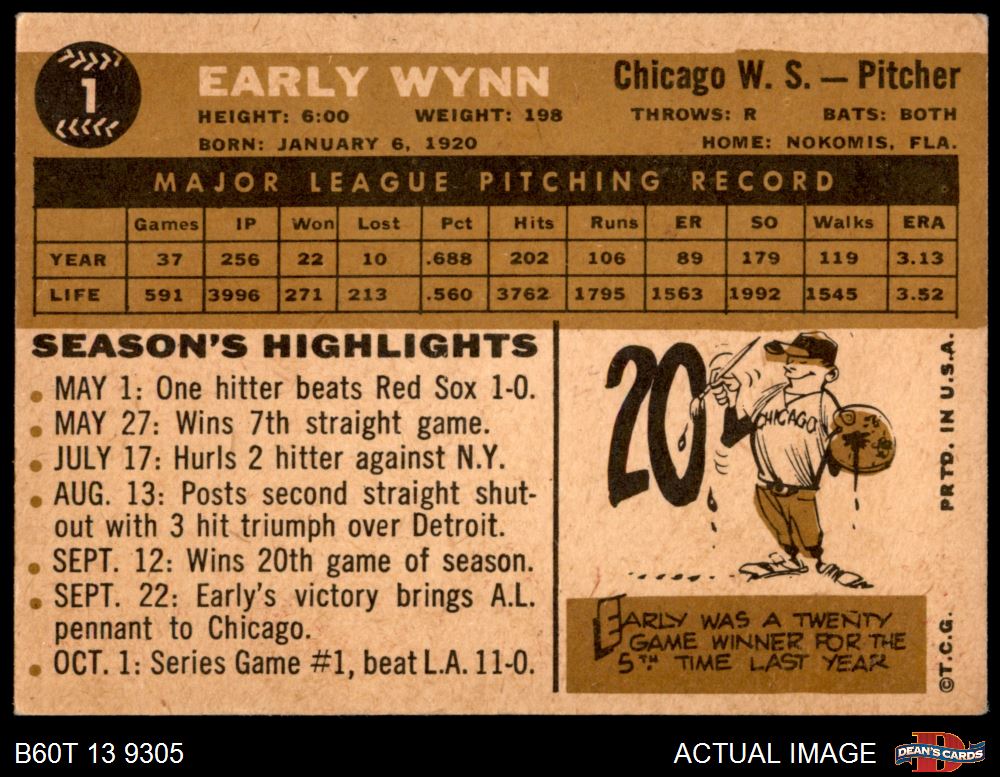 1
EARLY WYNN
Chicago W. S. — Pitcher
HEIGHT: 6:00 WEIGHT: 198 THROWS: R BATS: BOTH
BORN: JANUARY 6, 1920 HOME: NOKOMIS, FLA.
MAJOR LEAGUE PITCHING RECORD
Games IP Won Lost Pct Hits Runs ER SO Walks ERA
YEAR 37 256 22 10 .688 202 106 89 179 119 3.13
LIFE 591 3996 271 213 .560 3762 1795 1563 1992 1545 3.52
SEASON'S HIGHLIGHTS
• MAY 1: One hitter beats Red Sox 1-0.
• MAY 27: Wins 7th straight game.
• JULY 17: Hurls 2 hitter against N.Y.
• AUG. 13: Posts second straight shut-
out with 3 hit triumph over Detroit.
• SEPT. 12: Wins 20th game of season.
• SEPT. 22: Early's victory brings A.L.
pennant to Chicago.
• OCT. 1: Series Game #1, beat L.A. 11-0.
20
CHICAGO
EARLY WAS A TWENTY
GAME WINNER FOR THE
5TH TIME LAST YEAR
PRTD. IN U.S.A.
©T.C.G.
B60T 13 9305
ACTUAL IMAGE
D
DEAN'S CARDS